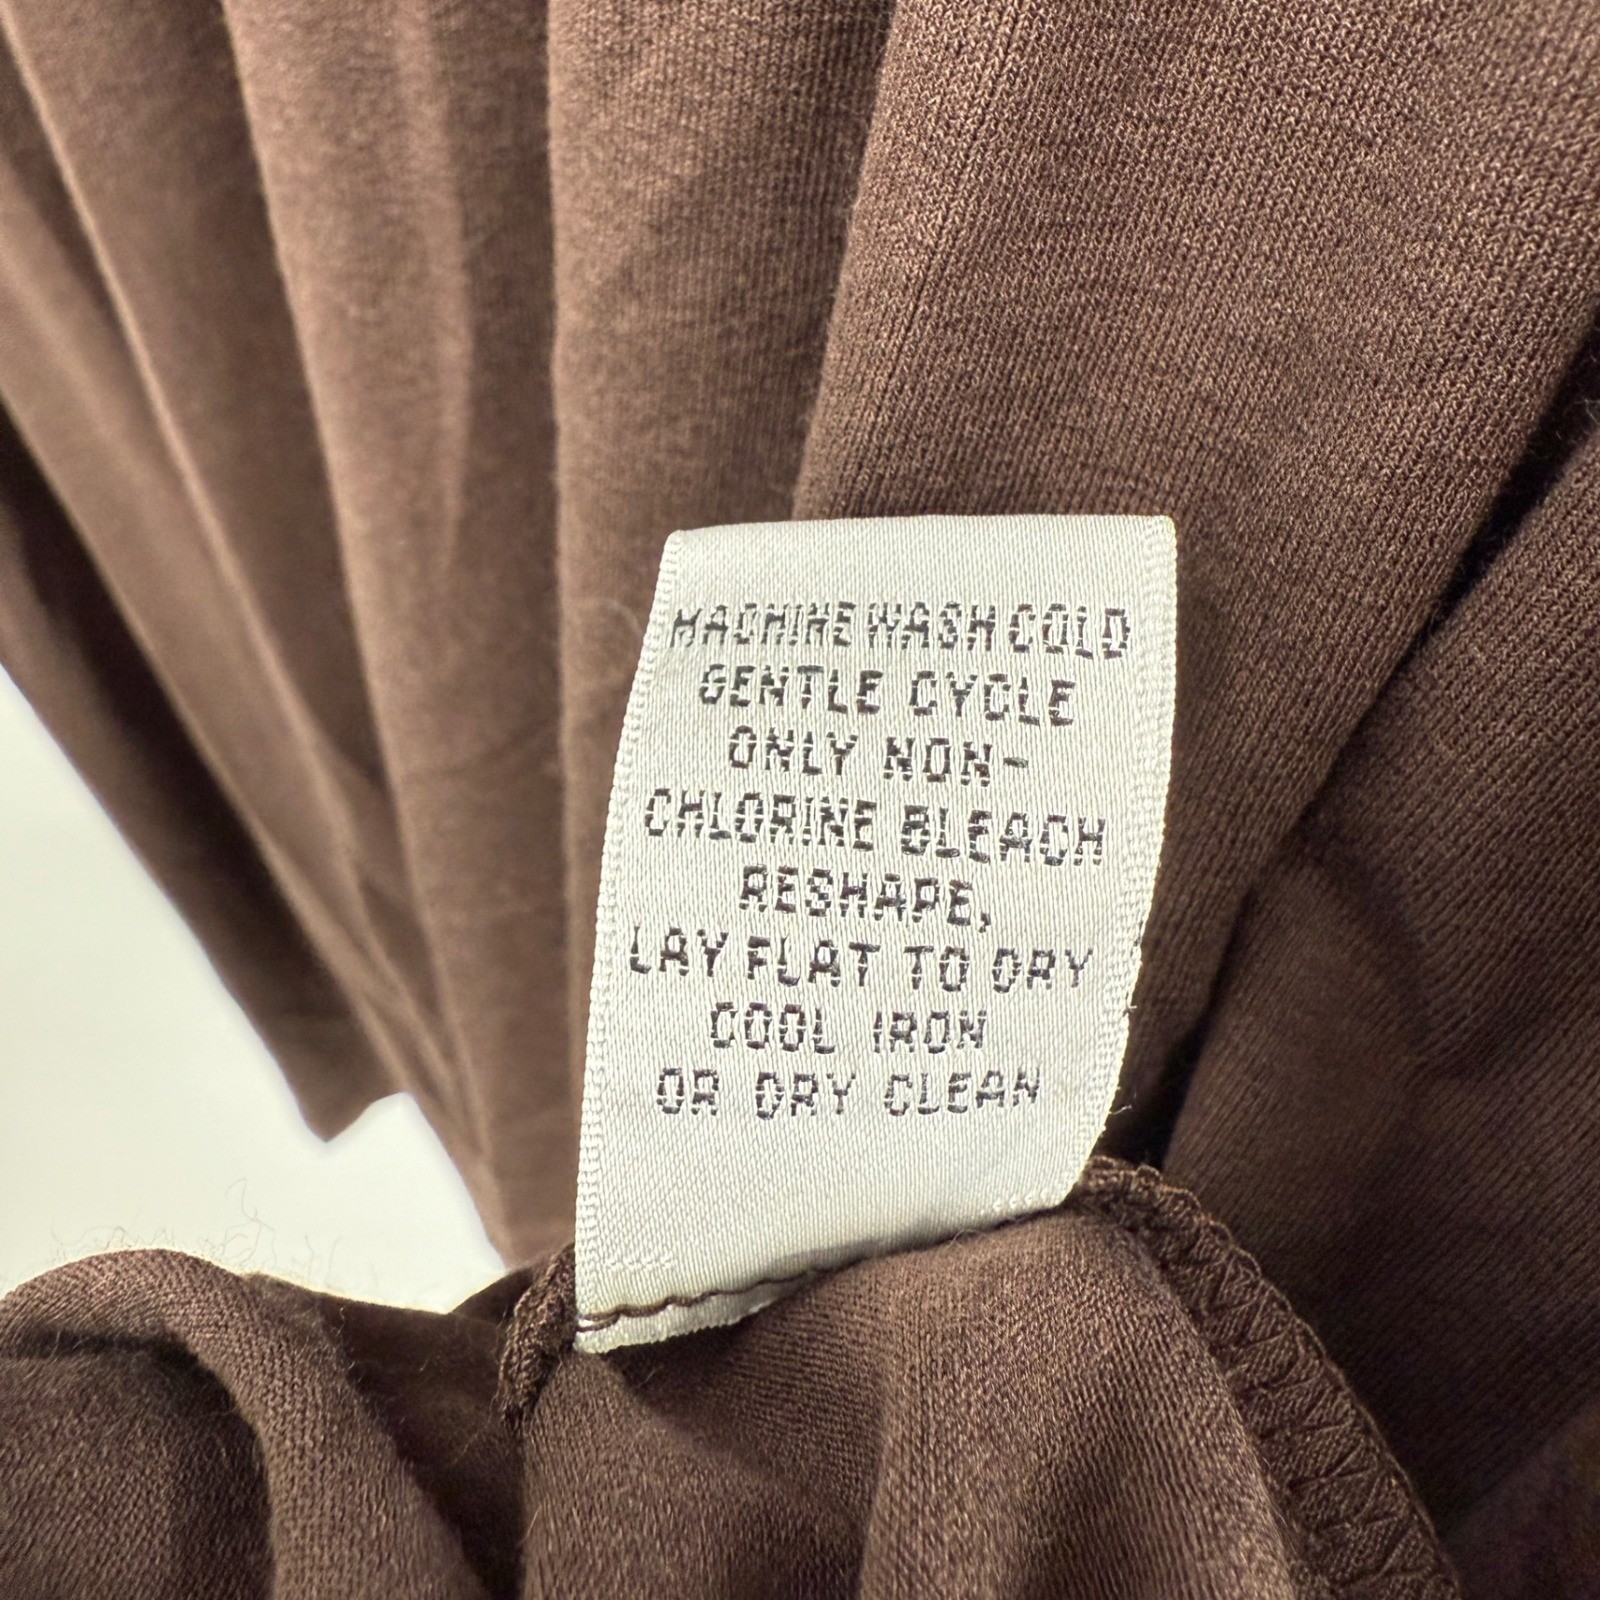 MACHINE WASH COLD
GENTLE CYCLE
ONLY NON-
CHLORINE BLEACH
RESHAPE,
LAY FLAT TO DRY
COOL IRON
OR DRY CLEAN